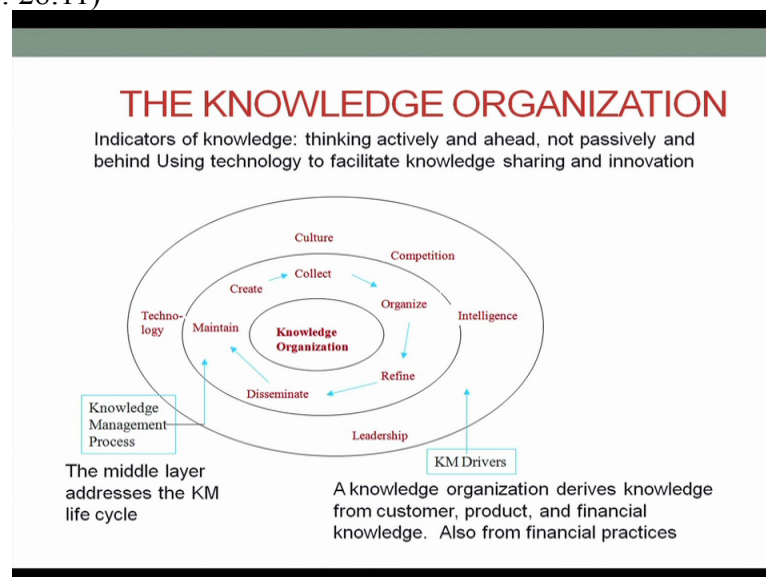 THE KNOWLEDGE ORGANIZATION
Indicators of knowledge: thinking actively and ahead, not passively and
behind Using technology to facilitate knowledge sharing and innovation
Culture
Competition
Collect
Create
Organize
Techno-
logy
Maintain
Knowledge
Organization
Intelligence
Refine
Disseminate
Knowledge
Management
Process
Leadership
KM Drivers
The middle layer
addresses the KM
life cycle
A knowledge organization derives knowledge
from customer, product, and financial
knowledge. Also from financial practices